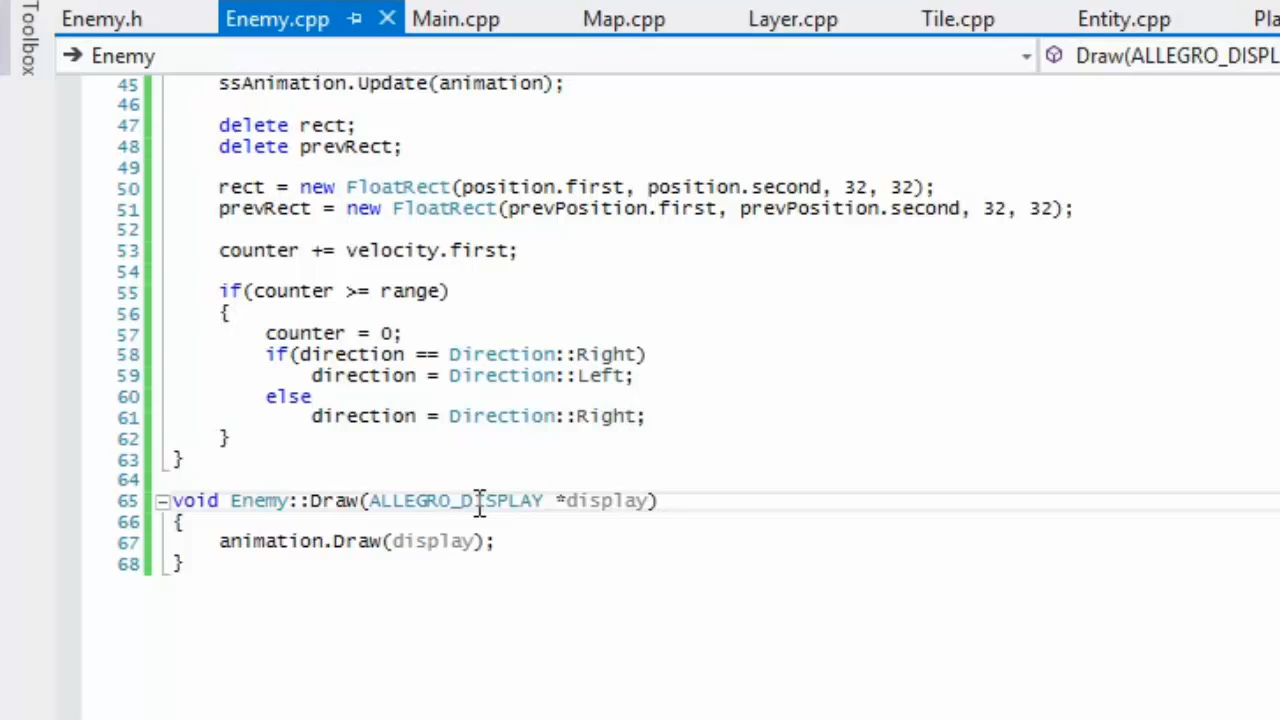 Toolbox
Enemy.h Enemy.cpp Main.cpp Map.cpp Layer.cpp Tile.cpp Entity.cpp
Enemy Draw(ALLEGRO_DISPL
45 ssAnimation.Update(animation);
46
47 delete rect;
48 delete prevRect;
49
50 rect = new FloatRect(position.first, position.second, 32, 32);
51 prevRect = new FloatRect(prevPosition.first, prevPosition.second, 32, 32);
52
53 counter += velocity.first;
54
55 if(counter >= range)
56 {
57 counter = 0;
58 if(direction == Direction::Right)
59 direction = Direction::Left;
60 else
61 direction = Direction::Right;
62 }
63 }
64
65 void Enemy::Draw(ALLEGRO_DISPLAY *display)
66 {
67 animation.Draw(display);
68 }